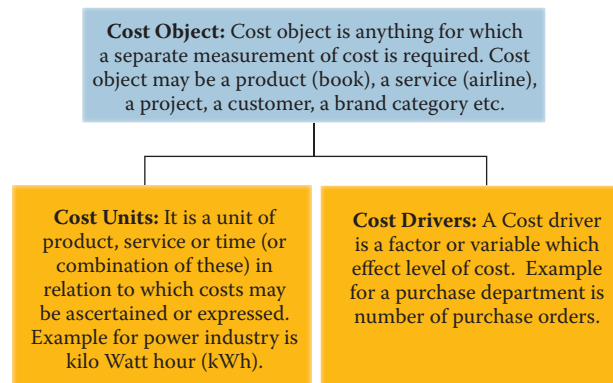 Cost Object: Cost object is anything for which
a separate measurement of cost is required. Cost
object may be a product (book), a service (airline),
a project, a customer, a brand category etc.
Cost Units: It is a unit of
product, service or time (or
combination of these) in
relation to which costs may
be ascertained or expressed.
Example for power industry is
kilo Watt hour (kWh).
Cost Drivers: A Cost driver
is a factor or variable which
effect level of cost. Example
for a purchase department is
number of purchase orders.